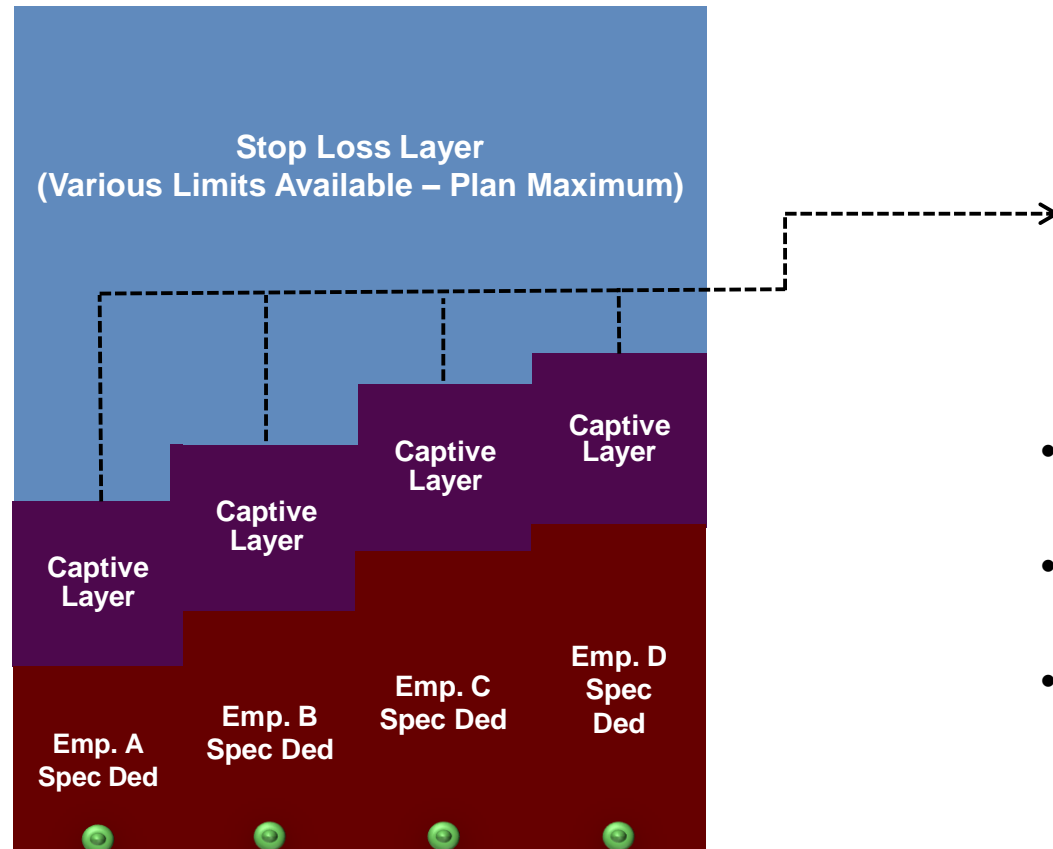 Stop Loss Layer
(Various Limits Available – Plan Maximum)
Captive
Layer
Captive
Layer
Captive
Layer
Captive
Layer
Emp. A
Spec Ded
Emp. B
Spec Ded
Emp. C
Spec Ded
Emp. D
Spec
Ded
•
•
•